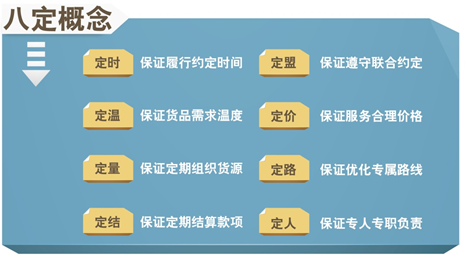 八定概念
定时 保证履行约定时间
定盟 保证遵守联合约定
定温 保证货品需求温度
定价 保证服务合理价格
定量 保证定期组织货源
定路 保证优化专属路线
定结 保证定期结算款项
定人 保证专人专职负责